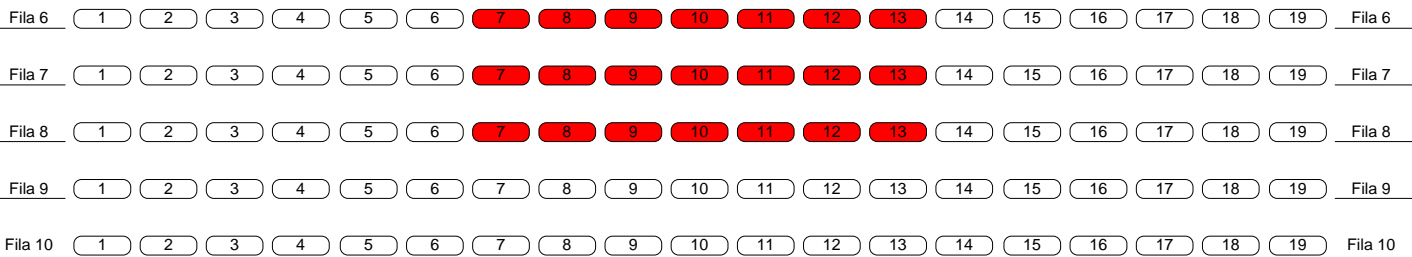 Fila 6 1 2 3 4 5 6 7 8 9 10 11 12 13 14 15 16 17 18 19 Fila 6
Fila 7 1 2 3 4 5 6 7 8 9 10 11 12 13 14 15 16 17 18 19 Fila 7
Fila 8 1 2 3 4 5 6 7 8 9 10 11 12 13 14 15 16 17 18 19 Fila 8
Fila 9 1 2 3 4 5 6 7 8 9 10 11 12 13 14 15 16 17 18 19 Fila 9
Fila 10 1 2 3 4 5 6 7 8 9 10 11 12 13 14 15 16 17 18 19 Fila 10